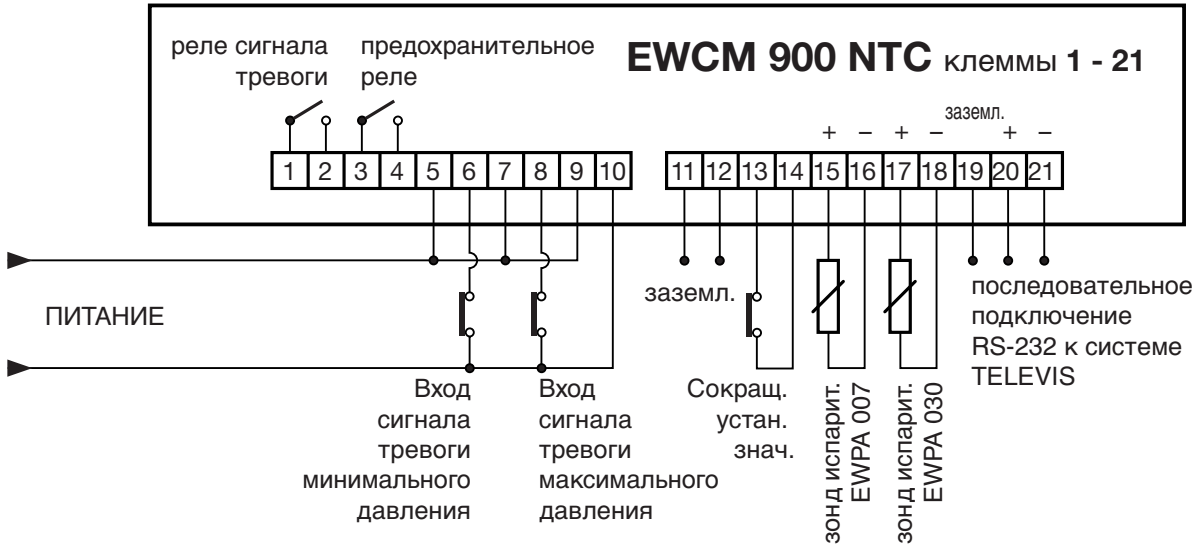 реле сигнала
тревоги
предохранительное
реле
EWCM 900 NTC клеммы 1 - 21
заземл.
+ – + – + –
1 2 3 4 5 6 7 8 9 10
11 12 13 14 15 16 17 18 19 20 21
ПИТАНИЕ
заземл.
последовательное
подключение
RS-232 к системе
TELEVIS
Вход
сигнала
тревоги
минимального
давления
Вход
сигнала
тревоги
максимального
давления
Сокращ.
устан.
знач.
зонд испарит.
EWPA 007
зонд испарит.
EWPA 030